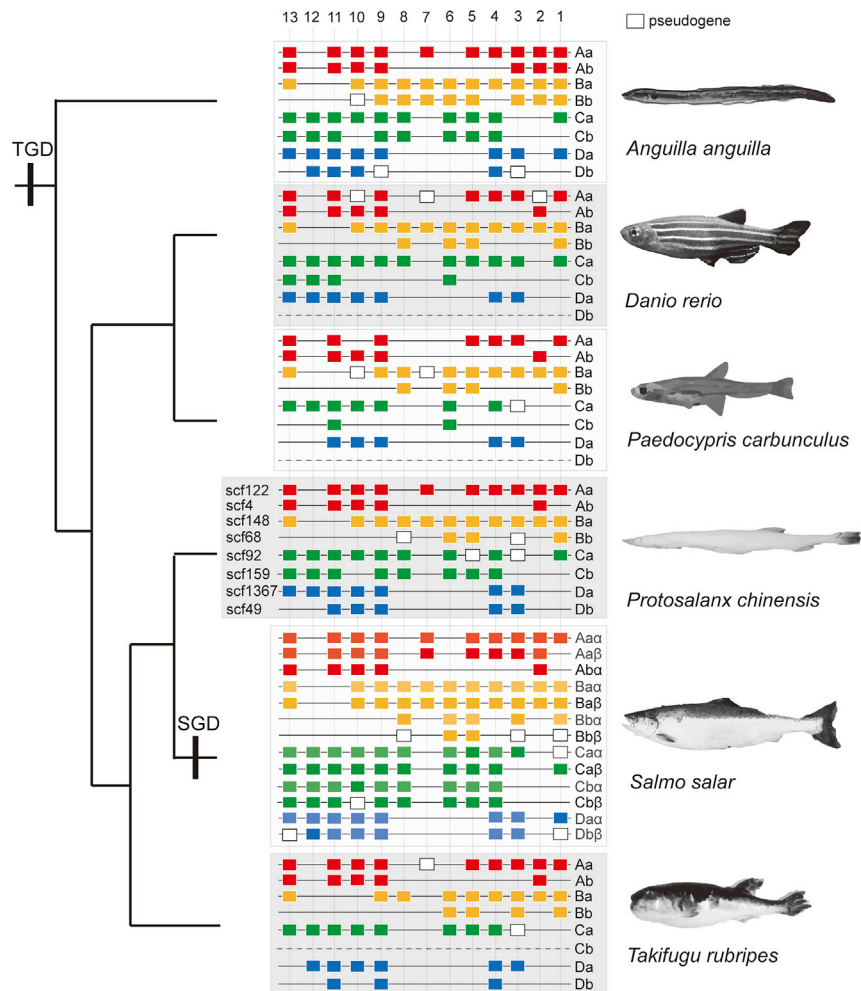 13 12 11 10 9 8 7 6 5 4 3 2 1
pseudogene
TGD
SGD
Aa
Ab
Ba
Bb
Ca
Cb
Da
Db
Anguilla anguilla
Aa
Ab
Ba
Bb
Ca
Cb
Da
Db
Danio rerio
Aa
Ab
Ba
Bb
Ca
Cb
Da
Db
Paedocypris carbunculus
scf122 Aa
scf4 Ab
scf148 Ba
scf68 Bb
scf92 Ca
scf159 Cb
scf1367 Da
scf49 Db
Protosalanx chinensis
Aaα
Aaβ
Abα
Baα
Baβ
Bbα
Bbβ
Caα
Caβ
Cbα
Cbβ
Daα
Dbβ
Salmo salar
Aa
Ab
Ba
Bb
Ca
Cb
Da
Db
Takifugu rubripes